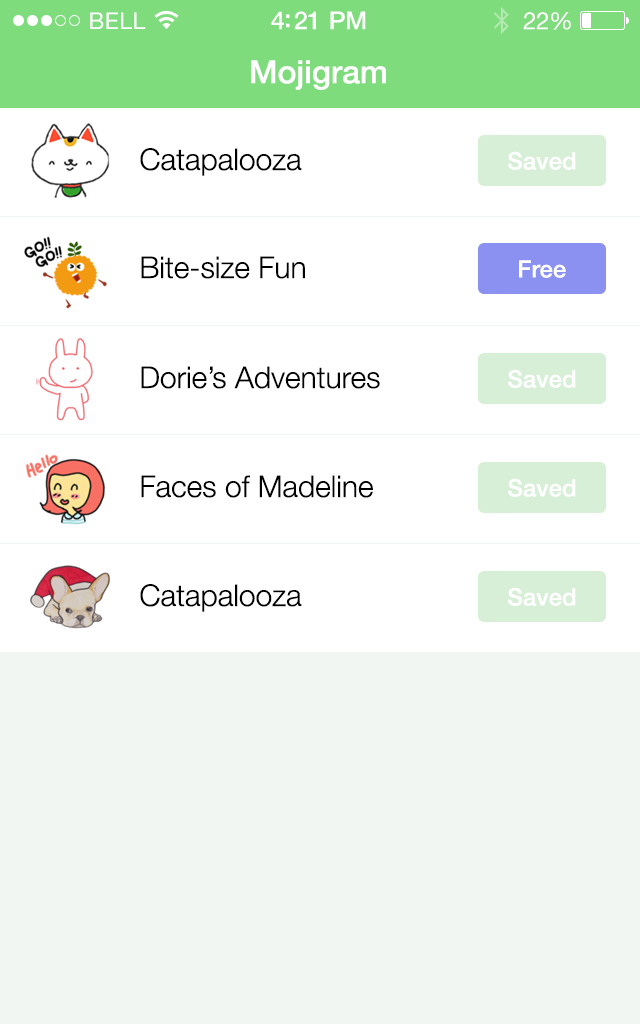 BELL 4:21 PM 22%
Mojigram
Catapalooza Saved
GO!!
GO!!
Bite-size Fun Free
Dorie’s Adventures Saved
Hello
Faces of Madeline Saved
Catapalooza Saved